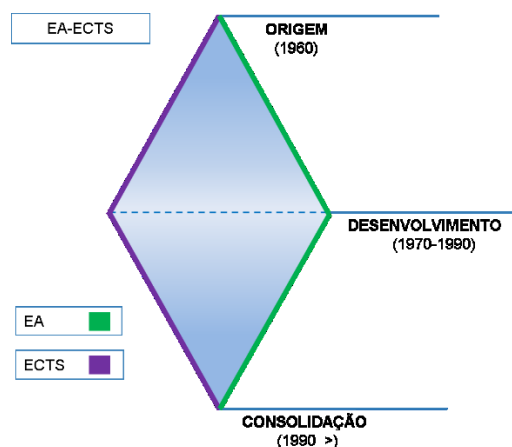 EA-ECTS
ORIGEM
(1960)
DESENVOLVIMENTO
(1970-1990)
EA
ECTS
CONSOLIDAÇÃO
(1990 >)